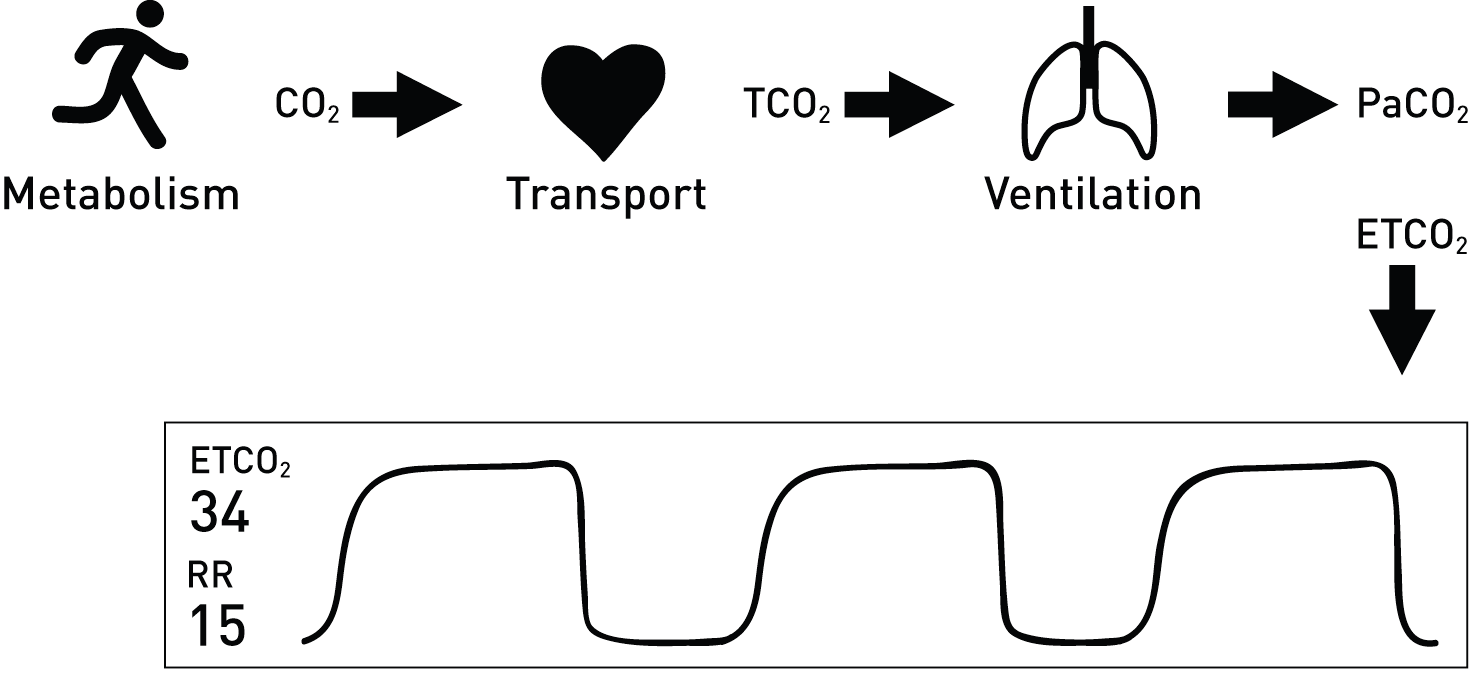 CO₂
TCO₂
PaCO₂
Metabolism
Transport
Ventilation
ETCO₂
ETCO₂
34
RR
15